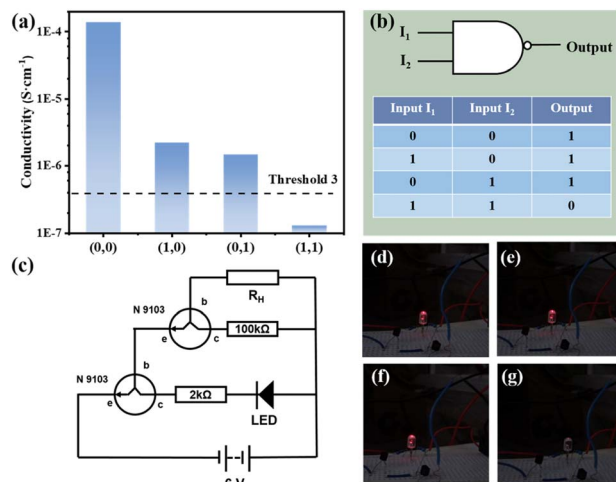 (a)
Conductivity (S·cm⁻¹)
1E-4
1E-5
1E-6
1E-7
Threshold 3
(0,0) (1,0) (0,1) (1,1)
(b)
I₁
I₂
Output
Input I₁ Input I₂ Output
0 0 1
1 0 1
0 1 1
1 1 0
(c)
b
R_H
N 9103
e c
100kΩ
b
N 9103
e c
2kΩ
LED
6 V
(d) (e)
(f) (g)